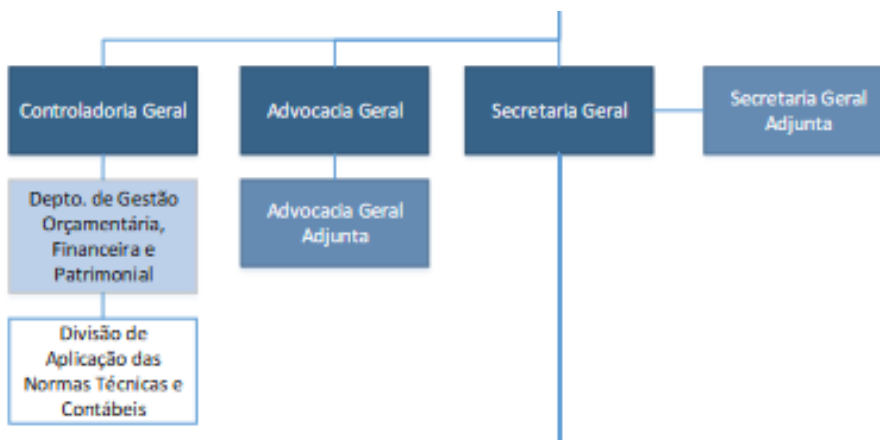 Controladoria Geral
Advocacia Geral
Secretaria Geral
Secretaria Geral
Adjunta
Depto. de Gestão
Orçamentária,
Financeira e
Patrimonial
Advocacia Geral
Adjunta
Divisão de
Aplicação das
Normas Técnicas e
Contábeis